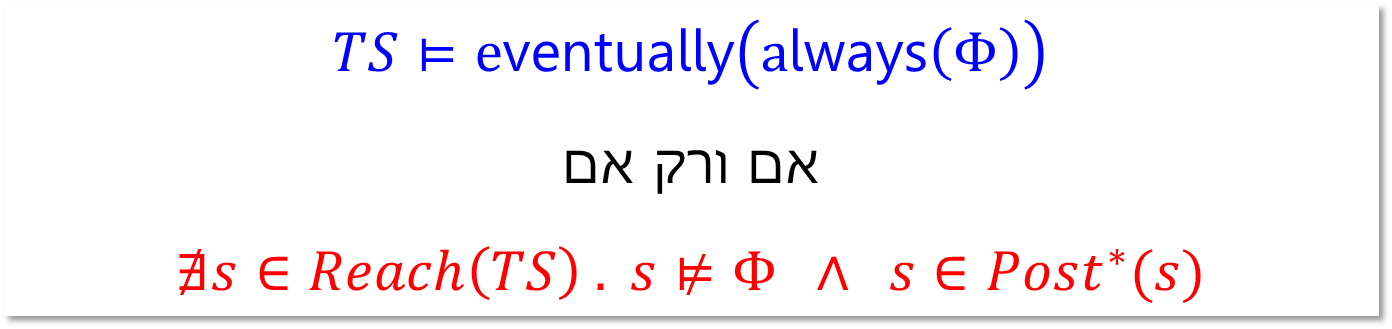 TS ⊨ eventually(always(Φ))
אם ורק אם
∄s ∈ Reach(TS) . s ⊭ Φ ∧ s ∈ Post*(s)